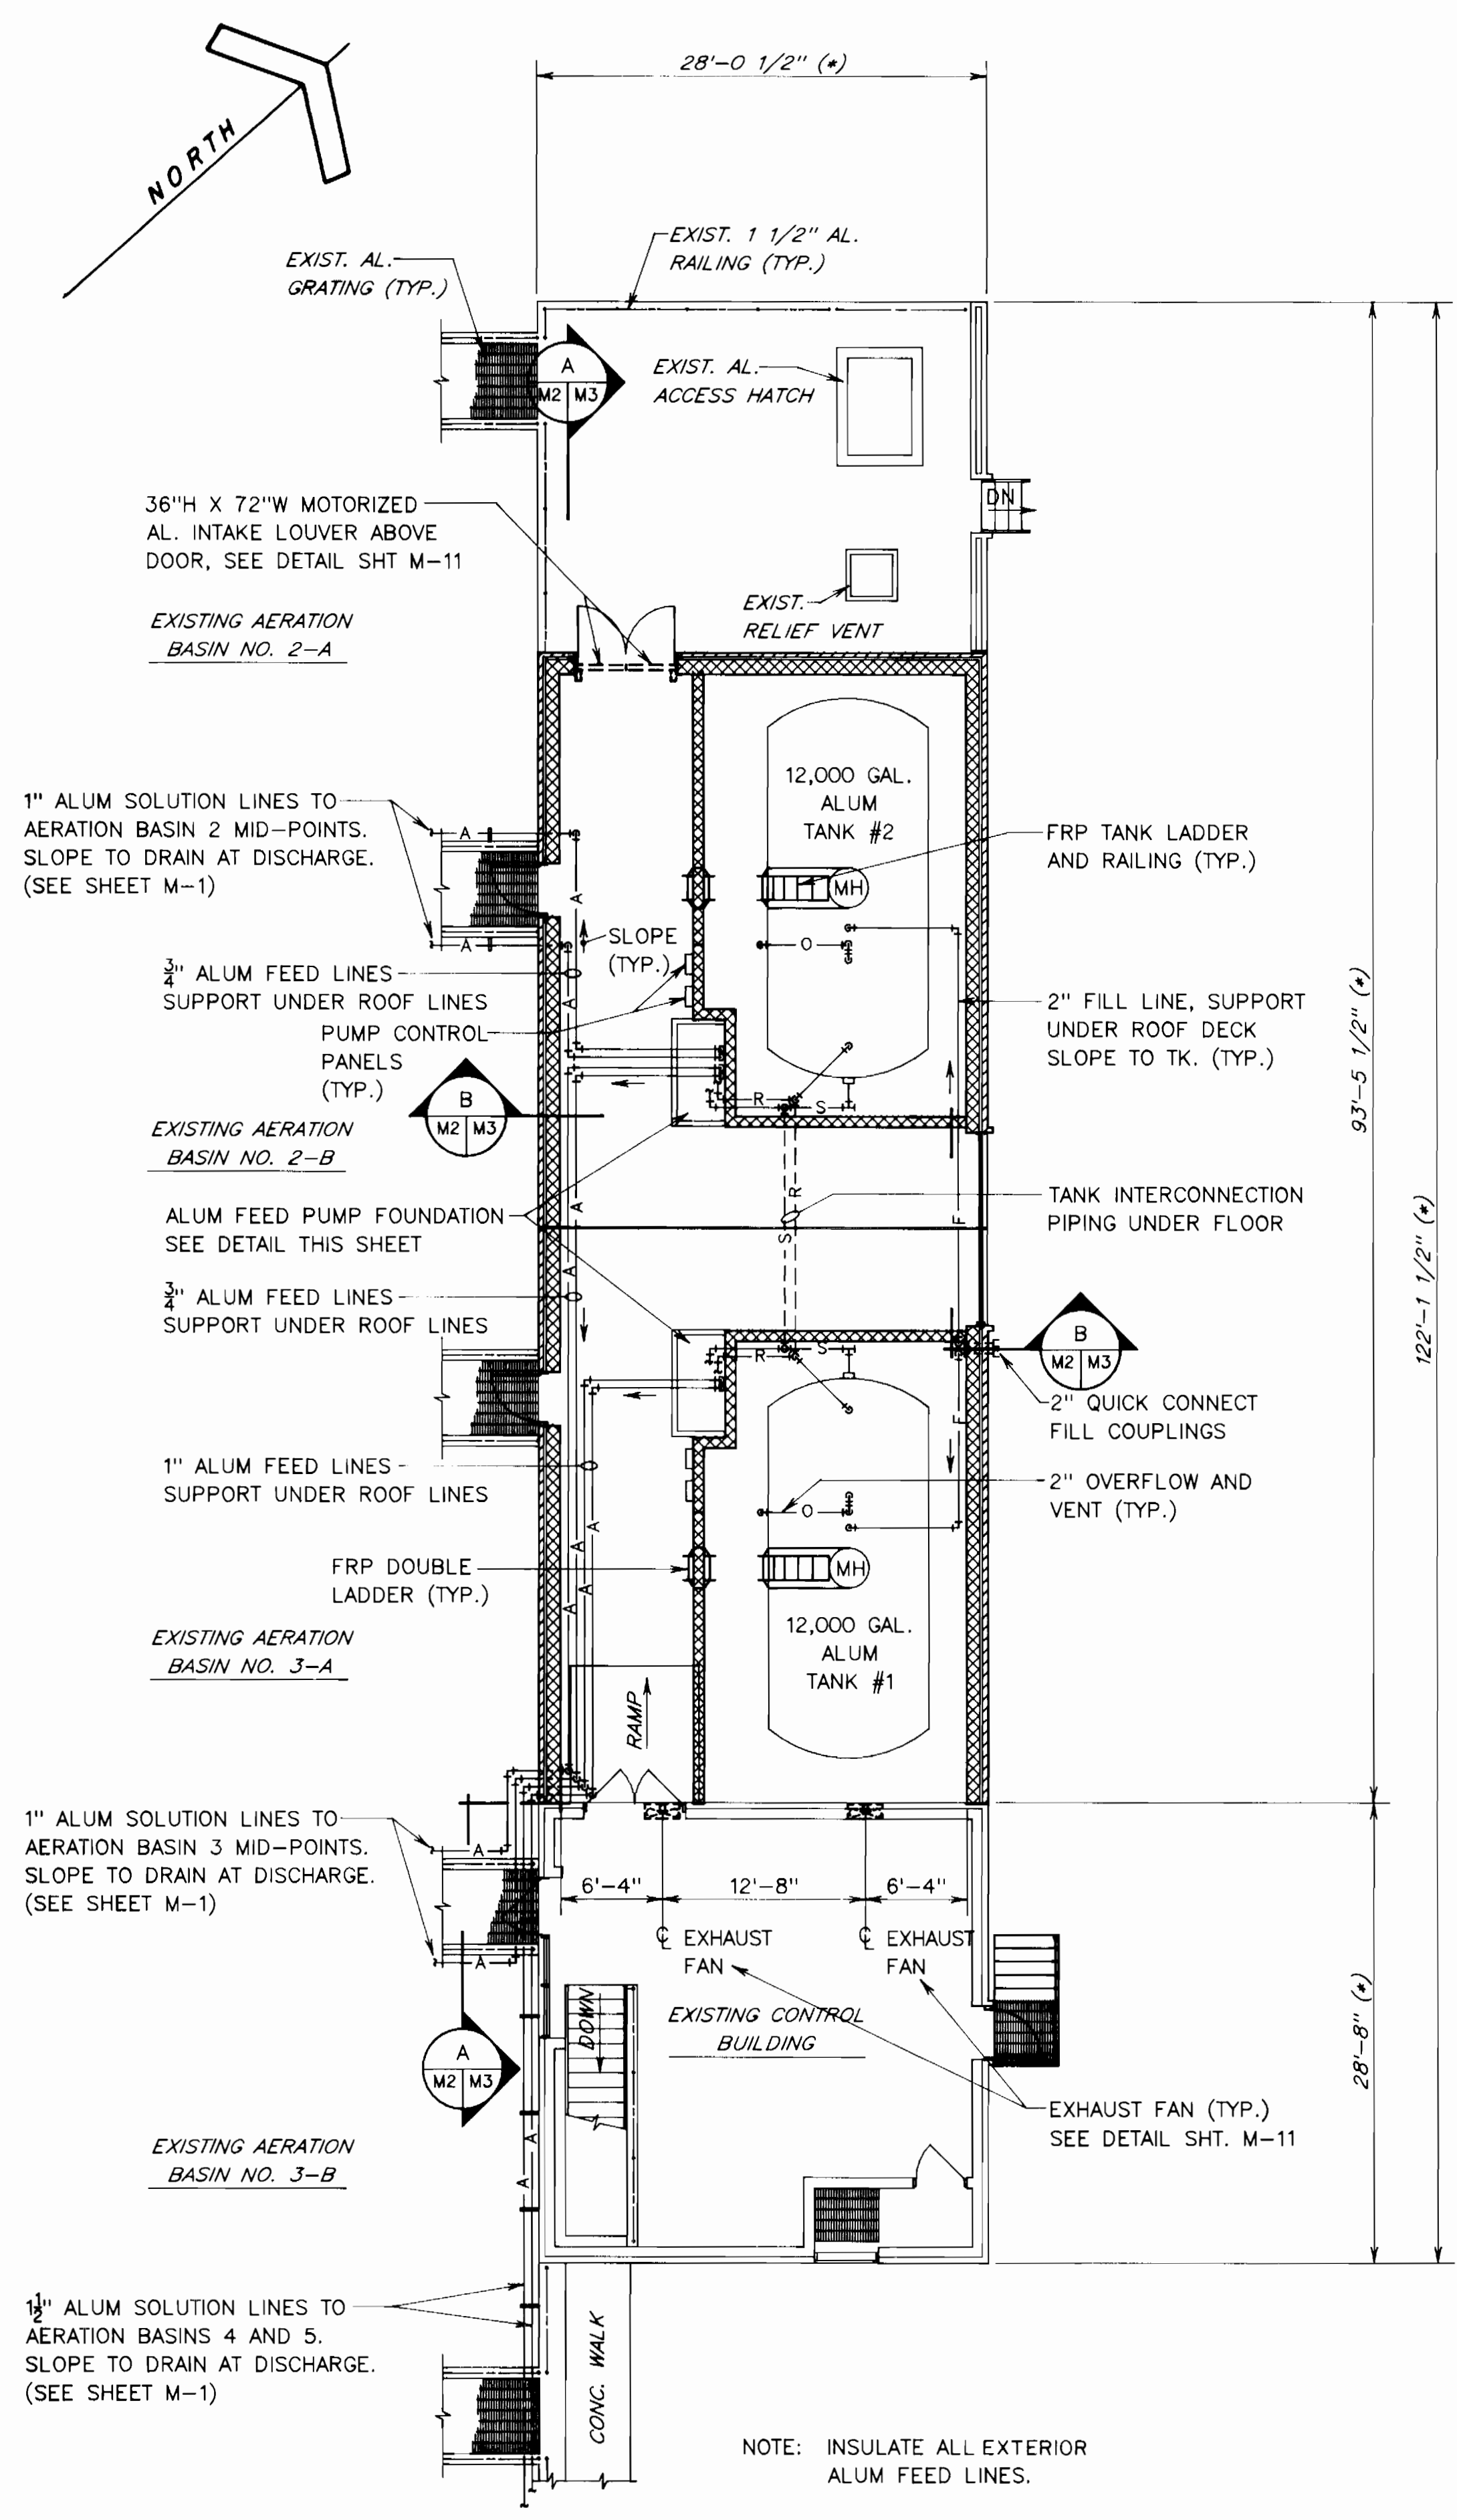 28'-0 1/2" (*)
NORTH
EXIST. 1 1/2" AL.
RAILING (TYP.)
EXIST. AL.
GRATING (TYP.)
A
M2 M3
EXIST. AL.
ACCESS HATCH
DN
36"H X 72"W MOTORIZED
AL. INTAKE LOUVER ABOVE
DOOR, SEE DETAIL SHT M-11
EXIST.
RELIEF VENT
EXISTING AERATION
BASIN NO. 2-A
12,000 GAL.
ALUM
TANK #2
1" ALUM SOLUTION LINES TO
AERATION BASIN 2 MID-POINTS.
SLOPE TO DRAIN AT DISCHARGE.
(SEE SHEET M-1)
A
A
A
FRP TANK LADDER
AND RAILING (TYP.)
MH
SLOPE
(TYP.)
O
3/4" ALUM FEED LINES
SUPPORT UNDER ROOF LINES
A
2" FILL LINE, SUPPORT
UNDER ROOF DECK
SLOPE TO TK. (TYP.)
PUMP CONTROL
PANELS
(TYP.)
93'-5 1/2" (*)
B
M2 M3
R
S
EXISTING AERATION
BASIN NO. 2-B
ALUM FEED PUMP FOUNDATION
SEE DETAIL THIS SHEET
A
R
S
F
TANK INTERCONNECTION
PIPING UNDER FLOOR
122'-1 1/2" (*)
A
3/4" ALUM FEED LINES
SUPPORT UNDER ROOF LINES
B
M2 M3
S
R
F
2" QUICK CONNECT
FILL COUPLINGS
1" ALUM FEED LINES
SUPPORT UNDER ROOF LINES
2" OVERFLOW AND
VENT (TYP.)
O
A
A
A
A
FRP DOUBLE
LADDER (TYP.)
MH
EXISTING AERATION
BASIN NO. 3-A
12,000 GAL.
ALUM
TANK #1
RAMP
1" ALUM SOLUTION LINES TO
AERATION BASIN 3 MID-POINTS.
SLOPE TO DRAIN AT DISCHARGE.
(SEE SHEET M-1)
A
A
6'-4"
12'-8"
6'-4"
℄ EXHAUST
FAN
℄ EXHAUST
FAN
DOWN
EXISTING CONTROL
BUILDING
28'-8" (*)
A
M2 M3
EXHAUST FAN (TYP.)
SEE DETAIL SHT. M-11
A
A
EXISTING AERATION
BASIN NO. 3-B
1 1/2" ALUM SOLUTION LINES TO
AERATION BASINS 4 AND 5.
SLOPE TO DRAIN AT DISCHARGE.
(SEE SHEET M-1)
CONC. WALK
NOTE: INSULATE ALL EXTERIOR
ALUM FEED LINES.